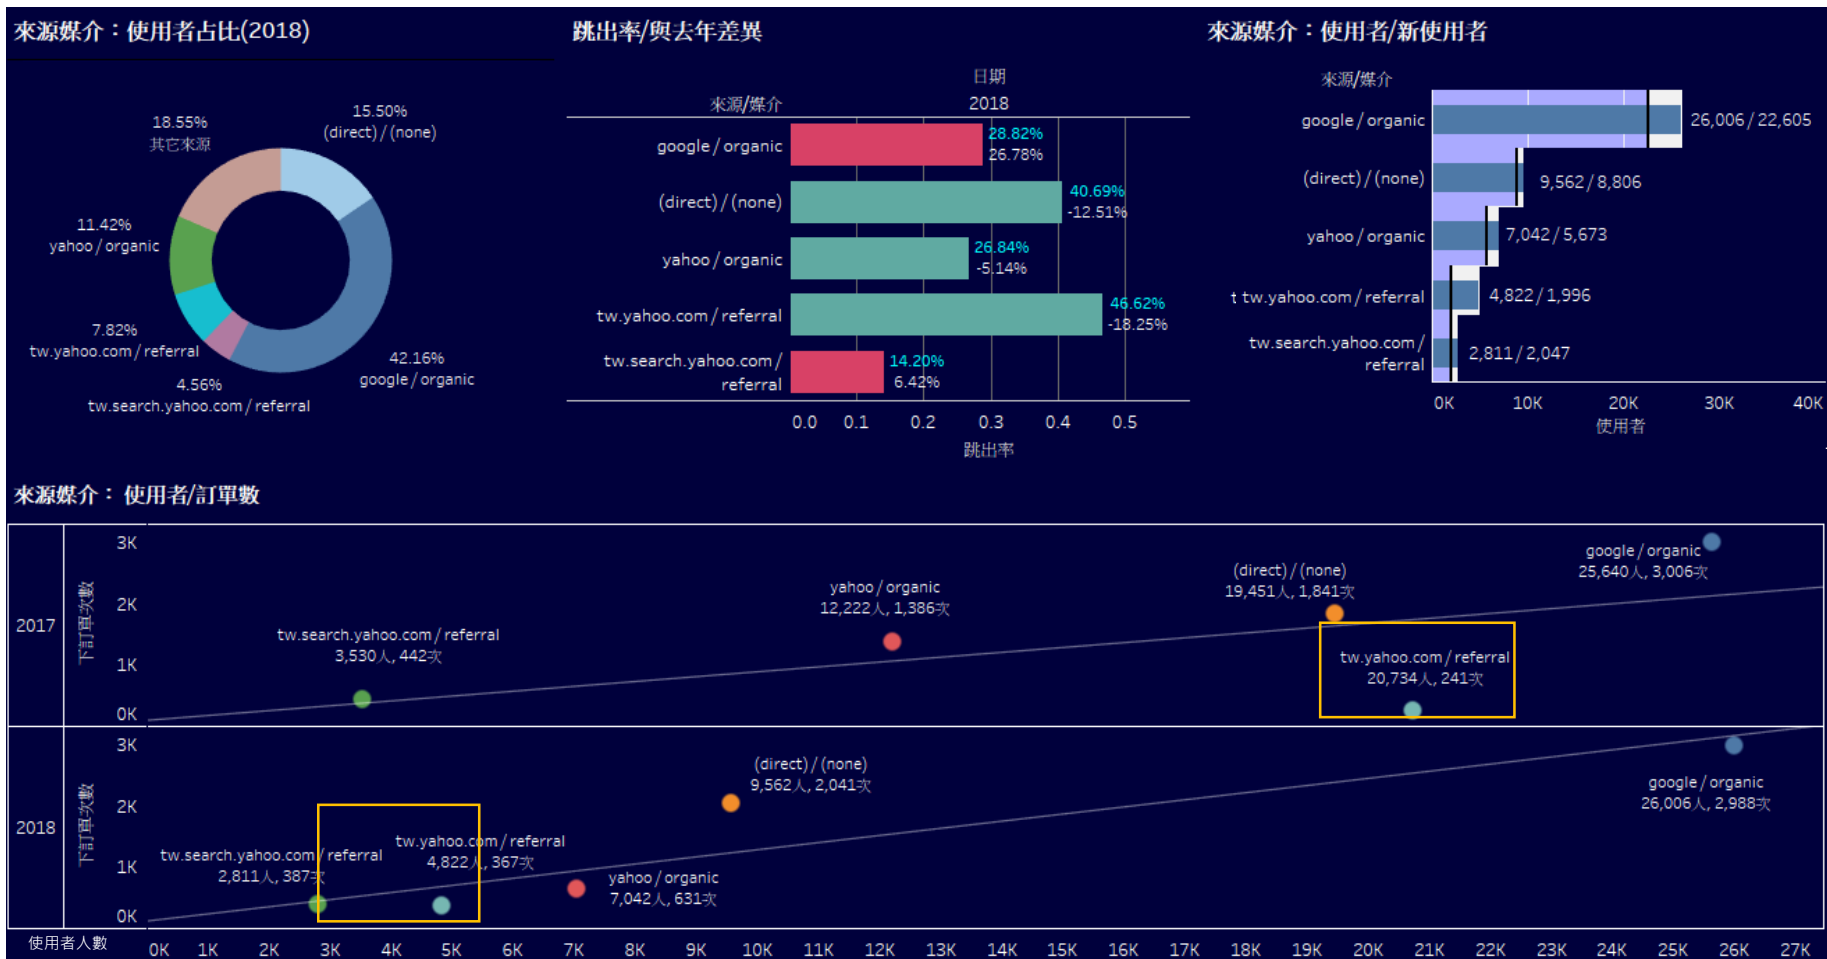 來源媒介：使用者占比(2018)
18.55%
其它來源
15.50%
(direct) / (none)
11.42%
yahoo / organic
7.82%
tw.yahoo.com / referral
4.56%
tw.search.yahoo.com / referral
42.16%
google / organic
跳出率/與去年差異
日期
來源/媒介
2018
google / organic
28.82%
26.78%
(direct) / (none)
40.69%
-12.51%
yahoo / organic
26.84%
-5.14%
tw.yahoo.com / referral
46.62%
-18.25%
tw.search.yahoo.com /
referral
14.20%
6.42%
0.0 0.1 0.2 0.3 0.4 0.5
跳出率
來源媒介：使用者/新使用者
來源/媒介
google / organic
26,006 / 22,605
(direct) / (none)
9,562 / 8,806
yahoo / organic
7,042 / 5,673
t tw.yahoo.com / referral
4,822 / 1,996
tw.search.yahoo.com /
referral
2,811 / 2,047
0K 10K 20K 30K 40K
使用者
來源媒介： 使用者/訂單數
2017
下訂單次數
3K
2K
1K
0K
tw.search.yahoo.com / referral
3,530人, 442次
yahoo / organic
12,222人, 1,386次
(direct) / (none)
19,451人, 1,841次
tw.yahoo.com / referral
20,734人, 241次
google / organic
25,640人, 3,006次
2018
下訂單次數
3K
2K
1K
0K
tw.search.yahoo.com / referral
2,811人, 387次
tw.yahoo.com / referral
4,822人, 367次
yahoo / organic
7,042人, 631次
(direct) / (none)
9,562人, 2,041次
google / organic
26,006人, 2,988次
使用者人數
0K 1K 2K 3K 4K 5K 6K 7K 8K 9K 10K 11K 12K 13K 14K 15K 16K 17K 18K 19K 20K 21K 22K 23K 24K 25K 26K 27K